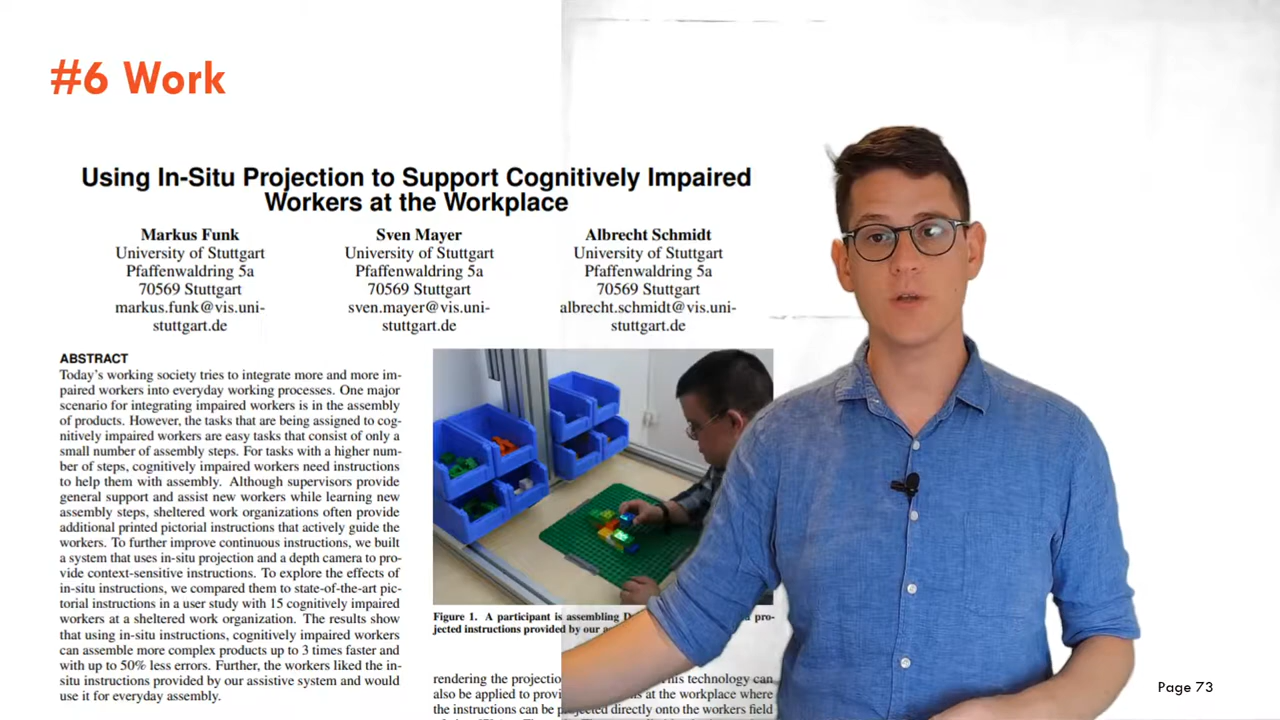 #6 Work
Using In-Situ Projection to Support Cognitively Impaired
Workers at the Workplace
Markus Funk
University of Stuttgart
Pfaffenwaldring 5a
70569 Stuttgart
markus.funk@vis.uni-
stuttgart.de
Sven Mayer
University of Stuttgart
Pfaffenwaldring 5a
70569 Stuttgart
sven.mayer@vis.uni-
stuttgart.de
Albrecht Schmidt
University of Stuttgart
Pfaffenwaldring 5a
70569 Stuttgart
albrecht.schmidt@vis.uni-
stuttgart.de
ABSTRACT
Today's working society tries to integrate more and more im-
paired workers into everyday working processes. One major
scenario for integrating impaired workers is in the assembly
of products. However, the tasks that are being assigned to cog-
nitively impaired workers are easy tasks that consist of only a
small number of assembly steps. For tasks with a higher num-
ber of steps, cognitively impaired workers need instructions
to help them with assembly. Although supervisors provide
general support and assist new workers while learning new
assembly steps, sheltered work organizations often provide
additional printed pictorial instructions that actively guide the
workers. To further improve continuous instructions, we built
a system that uses in-situ projection and a depth camera to pro-
vide context-sensitive instructions. To explore the effects of
in-situ instructions, we compared them to state-of-the-art pic-
torial instructions in a user study with 15 cognitively impaired
workers at a sheltered work organization. The results show
that using in-situ instructions, cognitively impaired workers
can assemble more complex products up to 3 times faster and
with up to 50% less errors. Further, the workers liked the in-
situ instructions provided by our assistive system and would
use it for everyday assembly.
Figure 1. A participant is assembling pro-
jected instructions provided by our
rendering the technology can
also be applied to at the workplace where
the instructions can be directly onto the workers field
Page 73